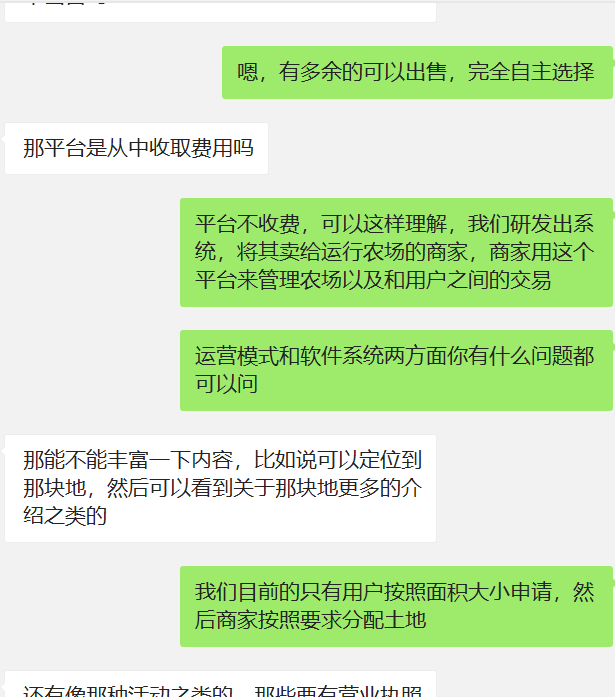 嗯，有多余的可以出售，完全自主选择
那平台是从中收取费用吗
平台不收费，可以这样理解，我们研发出系
统，将其卖给运行农场的商家，商家用这个
平台来管理农场以及和用户之间的交易
运营模式和软件系统两方面你有什么问题都
可以问
那能不能丰富一下内容，比如说可以定位到
那块地，然后可以看到关于那块地更多的介
绍之类的
我们目前的只有用户按照面积大小申请，然
后商家按照要求分配土地
还有像那种活动之类的，那些要有营业执照